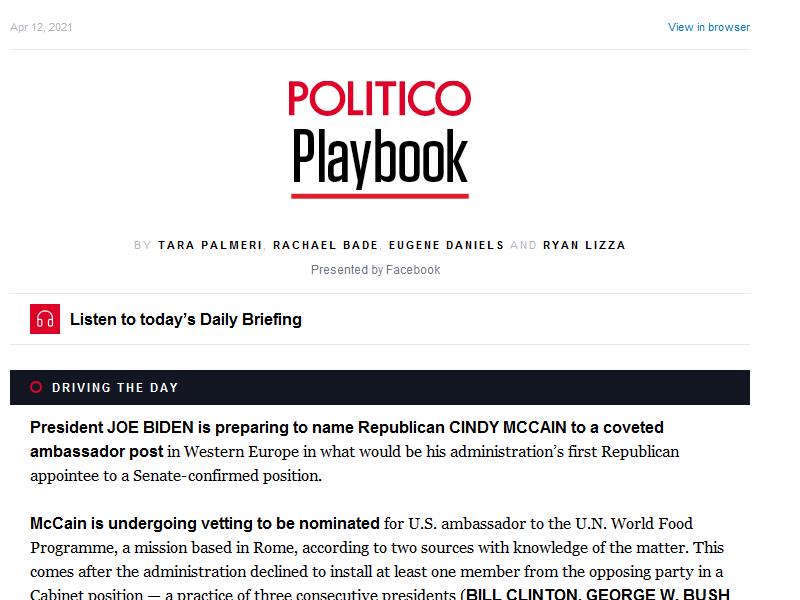 Apr 12, 2021
View in browser
POLITICO
Playbook
BY TARA PALMERI, RACHAEL BADE, EUGENE DANIELS AND RYAN LIZZA
Presented by Facebook
Listen to today’s Daily Briefing
DRIVING THE DAY
President JOE BIDEN is preparing to name Republican CINDY MCCAIN to a coveted
ambassador post in Western Europe in what would be his administration’s first Republican
appointee to a Senate-confirmed position.
McCain is undergoing vetting to be nominated for U.S. ambassador to the U.N. World Food
Programme, a mission based in Rome, according to two sources with knowledge of the matter. This
comes after the administration declined to install at least one member from the opposing party in a
Cabinet position — a practice of three consecutive presidents (BILL CLINTON, GEORGE W. BUSH